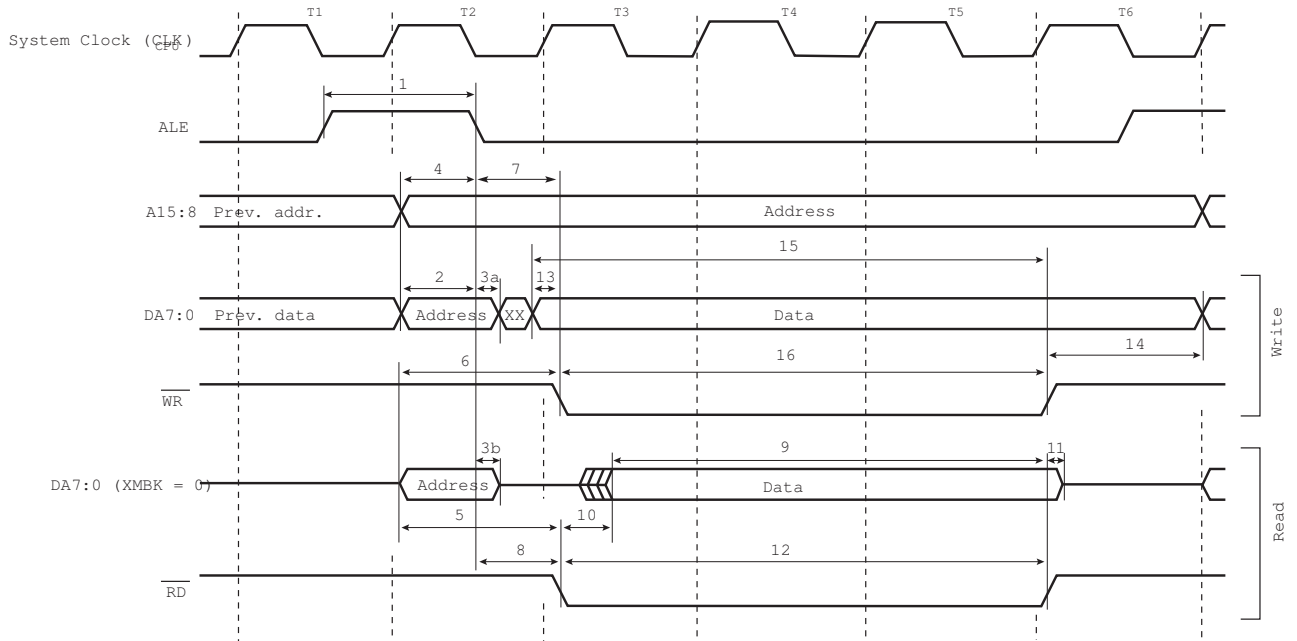 T1 T2 T3 T4 T5 T6
System Clock (CLK CPU)
1
ALE
4 7
A15:8 Prev. addr. Address
15
2 3a 13
DA7:0 Prev. data Address XX Data
14
6 16
WR
Write
3b 9 11
DA7:0 (XMBK = 0) Address Data
5 10
8 12
RD
Read